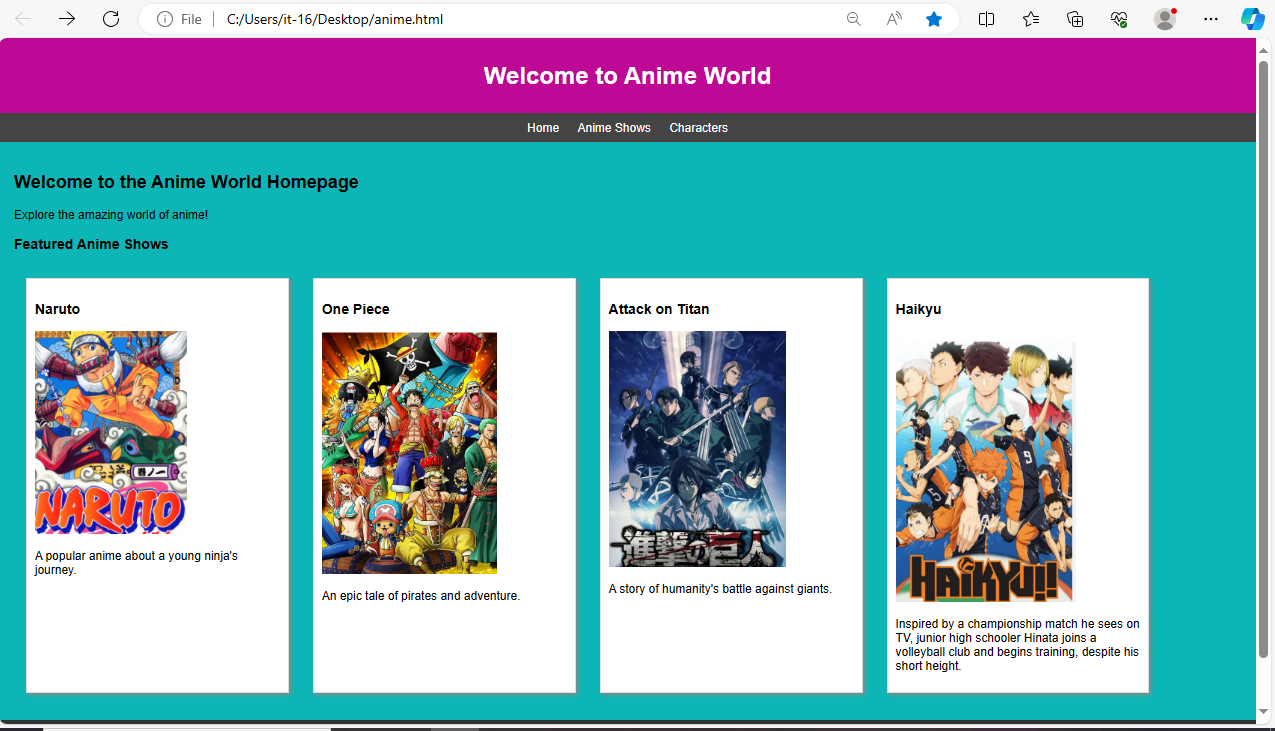 File
C:/Users/it-16/Desktop/anime.html
Welcome to Anime World
Home Anime Shows Characters
Welcome to the Anime World Homepage
Explore the amazing world of anime!
Featured Anime Shows
Naruto
巻ノ一
NARUTO
A popular anime about a young ninja's
journey.
One Piece
An epic tale of pirates and adventure.
Attack on Titan
進撃の巨人
A story of humanity's battle against giants.
Haikyu
HAIKYU!!
Inspired by a championship match he sees on
TV, junior high schooler Hinata joins a
volleyball club and begins training, despite his
short height.